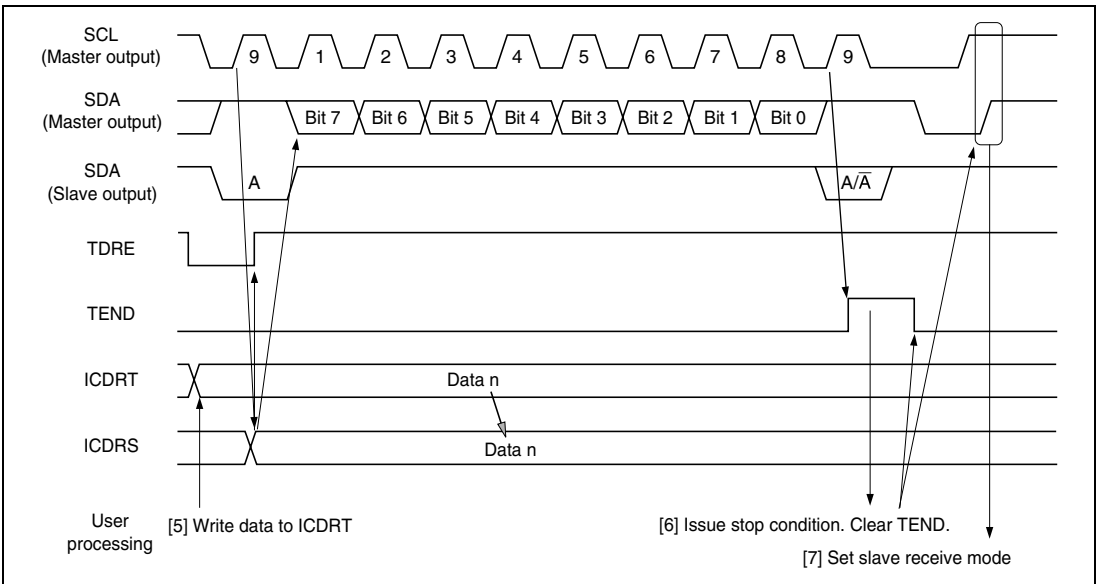 SCL
(Master output)
9 1 2 3 4 5 6 7 8 9
SDA
(Master output)
Bit 7 Bit 6 Bit 5 Bit 4 Bit 3 Bit 2 Bit 1 Bit 0
SDA
(Slave output)
A A/A̅
TDRE
TEND
ICDRT
Data n
ICDRS
Data n
User
processing
[5] Write data to ICDRT
[6] Issue stop condition. Clear TEND.
[7] Set slave receive mode